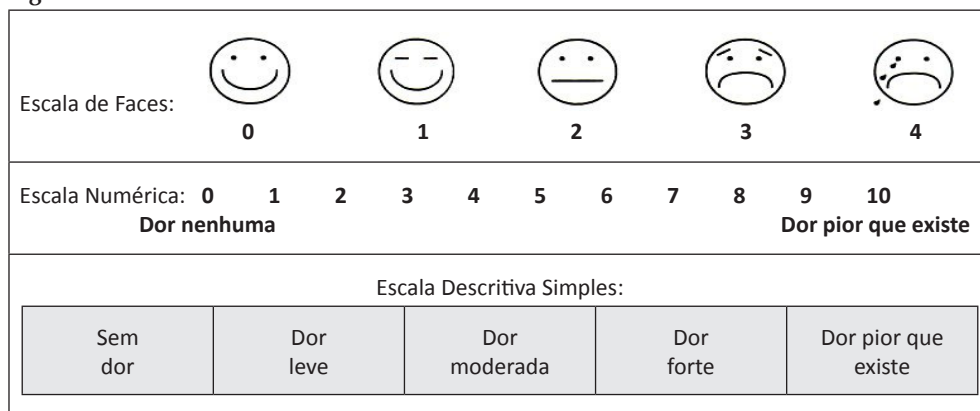 Escala de Faces:
0 1 2 3 4
Escala Numérica: 0 1 2 3 4 5 6 7 8 9 10
Dor nenhuma Dor pior que existe
Escala Descritiva Simples:
Sem dor
Dor leve
Dor moderada
Dor forte
Dor pior que existe